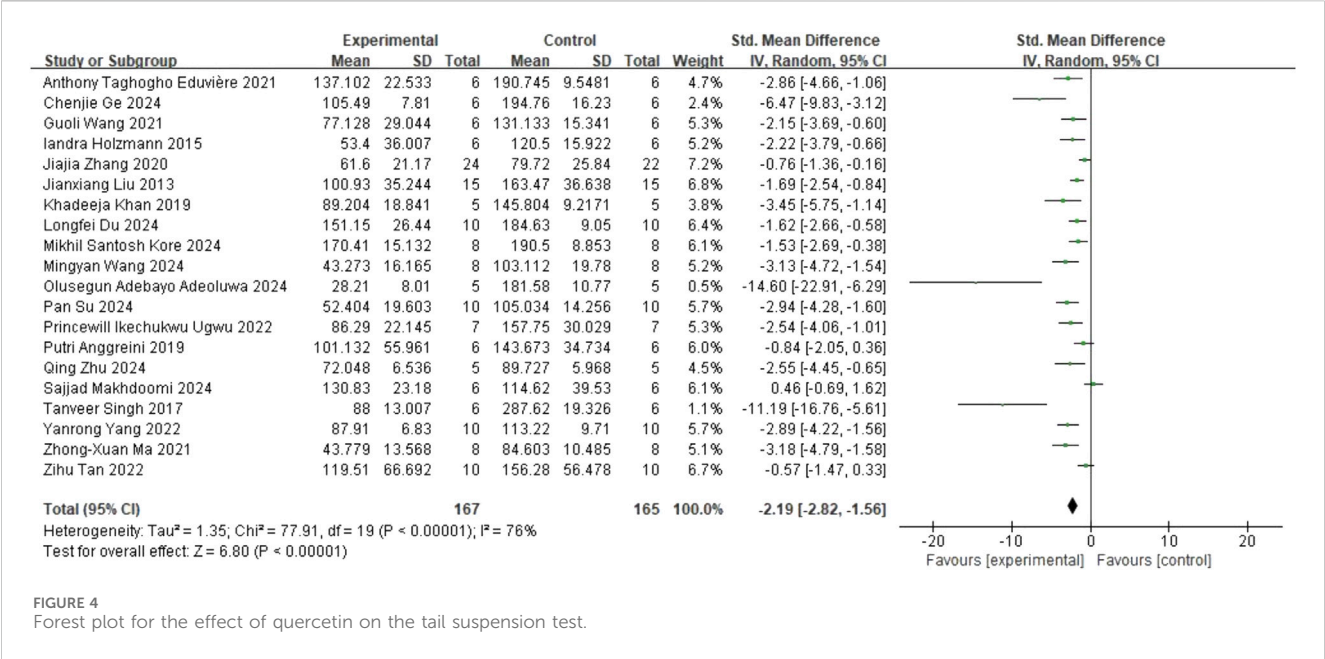 Experimental Control Std. Mean Difference Std. Mean Difference
Study or Subgroup Mean SD Total Mean SD Total Weight IV, Random, 95% CI IV, Random, 95% CI
Anthony Taghogho Eduvière 2021 137.102 22.533 6 190.745 9.5481 6 4.7% -2.86 [-4.66, -1.06]
Chenjie Ge 2024 105.49 7.81 6 194.76 16.23 6 2.4% -6.47 [-9.83, -3.12]
Guoli Wang 2021 77.128 29.044 6 131.133 15.341 6 5.3% -2.15 [-3.69, -0.60]
Iandra Holzmann 2015 53.4 36.007 6 120.5 15.922 6 5.2% -2.22 [-3.79, -0.66]
Jiajia Zhang 2020 61.6 21.17 24 79.72 25.84 22 7.2% -0.76 [-1.36, -0.16]
Jianxiang Liu 2013 100.93 35.244 15 163.47 36.638 15 6.8% -1.69 [-2.54, -0.84]
Khadeeja Khan 2019 89.204 18.841 5 145.804 9.2171 5 3.8% -3.45 [-5.75, -1.14]
Longfei Du 2024 151.15 26.44 10 184.63 9.05 10 6.4% -1.62 [-2.66, -0.58]
Mikhil Santosh Kore 2024 170.41 15.132 8 190.5 8.853 8 6.1% -1.53 [-2.69, -0.38]
Mingyan Wang 2024 43.273 16.165 8 103.112 19.78 8 5.2% -3.13 [-4.72, -1.54]
Olusegun Adebayo Adeoluwa 2024 28.21 8.01 5 181.58 10.77 5 0.5% -14.60 [-22.91, -6.29]
Pan Su 2024 52.404 19.603 10 105.034 14.256 10 5.8% -2.94 [-4.28, -1.60]
Princewill Ikechukwu Ugwu 2022 86.29 22.145 7 157.75 30.029 7 5.3% -2.54 [-4.06, -1.01]
Putri Anggreini 2019 101.132 55.961 6 143.673 34.734 6 6.0% -0.84 [-2.05, 0.36]
Qing Zhu 2024 72.048 6.536 5 89.727 5.968 5 4.5% -2.55 [-4.45, -0.65]
Sajjad Makhdoomi 2024 130.83 23.18 6 114.62 39.53 6 6.1% 0.46 [-0.69, 1.62]
Tanveer Singh 2017 88 13.007 6 287.62 19.326 6 1.1% -11.19 [-16.76, -5.61]
Yanrong Yang 2022 87.91 6.83 10 113.22 9.71 10 5.8% -2.89 [-4.22, -1.56]
Zhong-Xuan Ma 2021 43.779 13.568 8 84.603 10.485 8 5.2% -3.18 [-4.79, -1.58]
Zihu Tan 2022 119.51 66.692 10 156.28 56.478 10 6.7% -0.57 [-1.47, 0.33]
Total (95% CI) 167 165 100.0% -2.19 [-2.82, -1.56]
Heterogeneity: Tau² = 1.35; Chi² = 77.91, df = 19 (P < 0.00001); I² = 76%
Test for overall effect: Z = 6.80 (P < 0.00001)
-20 -10 0 10 20
Favours [experimental] Favours [control]
FIGURE 4
Forest plot for the effect of quercetin on the tail suspension test.